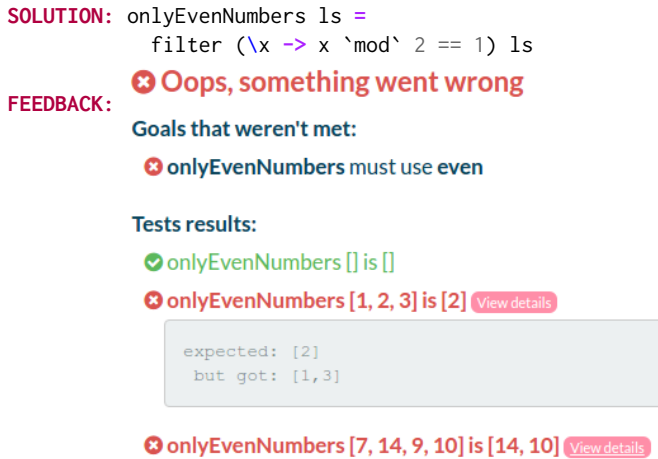 SOLUTION: onlyEvenNumbers ls =
filter (\x -> x `mod` 2 == 1) ls
FEEDBACK:
Oops, something went wrong
Goals that weren't met:
onlyEvenNumbers must use even
Tests results:
onlyEvenNumbers [] is []
onlyEvenNumbers [1, 2, 3] is [2] View details
expected: [2]
but got: [1,3]
onlyEvenNumbers [7, 14, 9, 10] is [14, 10] View details